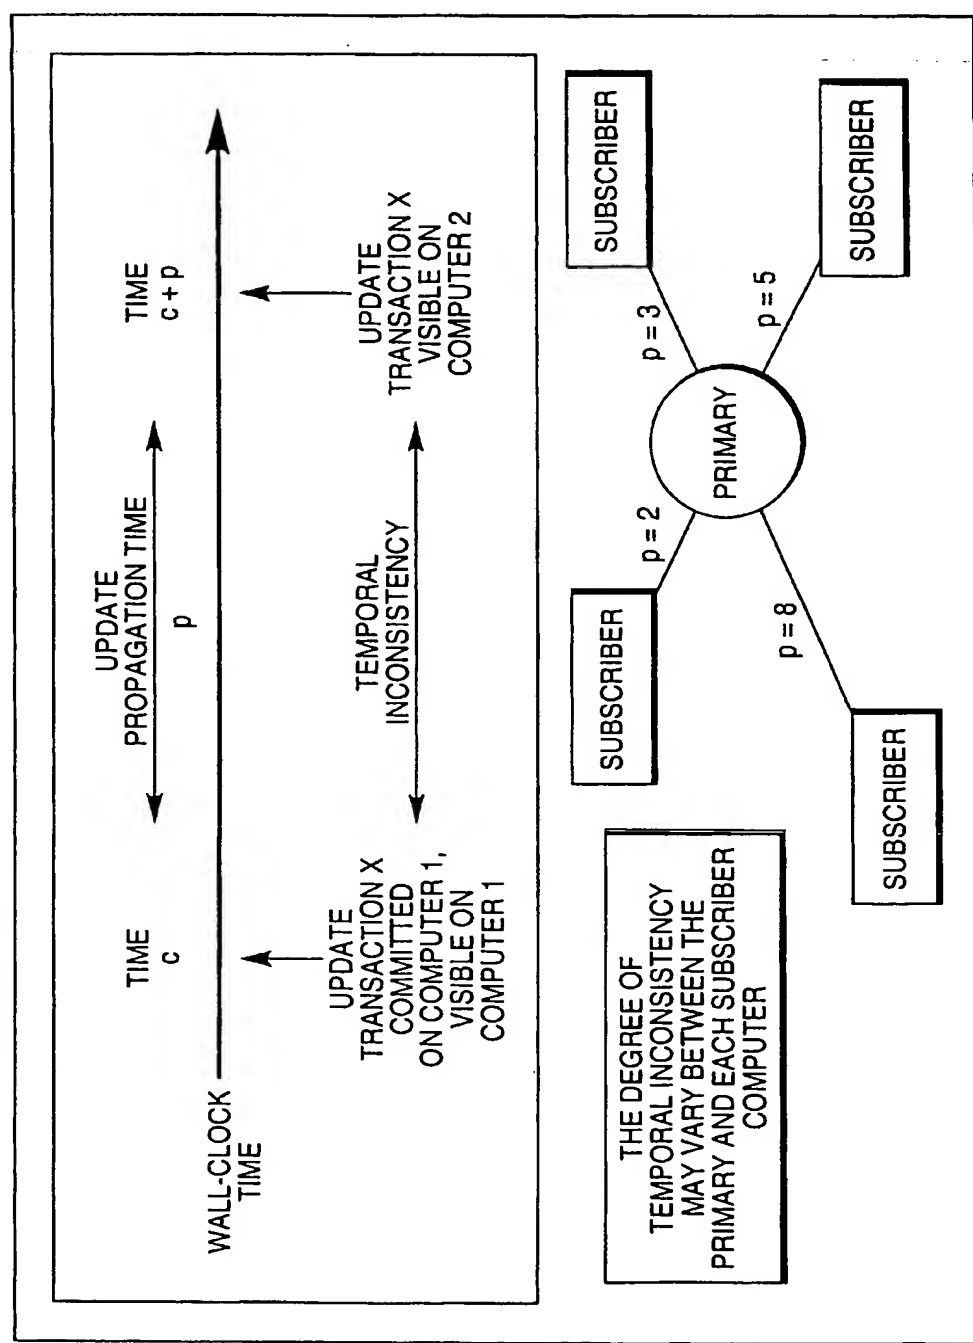 TIME
c
UPDATE
PROPAGATION TIME
p
TIME
c + p
WALL-CLOCK
TIME
UPDATE
TRANSACTION X
COMMITTED
ON COMPUTER 1,
VISIBLE ON
COMPUTER 1
TEMPORAL
INCONSISTENCY
UPDATE
TRANSACTION X
VISIBLE ON
COMPUTER 2
THE DEGREE OF
TEMPORAL INCONSISTENCY
MAY VARY BETWEEN THE
PRIMARY AND EACH SUBSCRIBER
COMPUTER
SUBSCRIBER
p = 2
SUBSCRIBER
p = 3
PRIMARY
p = 8
SUBSCRIBER
p = 5
SUBSCRIBER